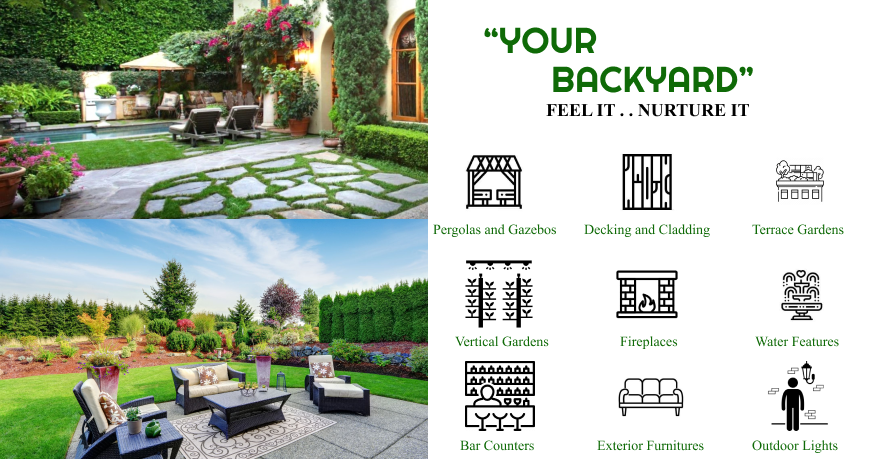 “YOUR
BACKYARD”
FEEL IT . . NURTURE IT
Pergolas and Gazebos
Decking and Cladding
Terrace Gardens
Vertical Gardens
Fireplaces
Water Features
Bar Counters
Exterior Furnitures
Outdoor Lights